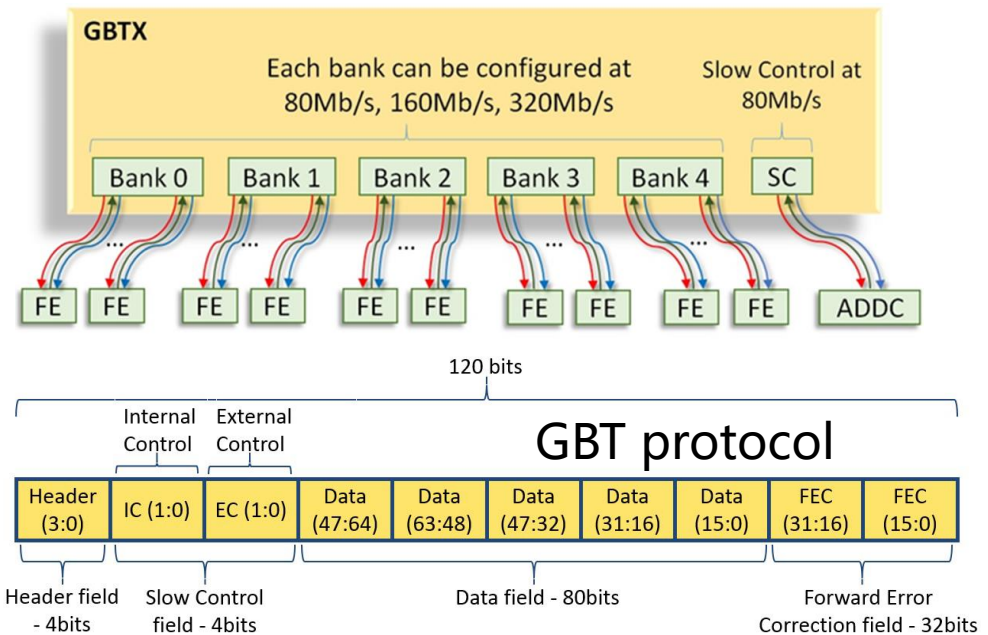 GBTX
Each bank can be configured at
80Mb/s, 160Mb/s, 320Mb/s
Slow Control at
80Mb/s
Bank 0
Bank 1
Bank 2
Bank 3
Bank 4
SC
...
...
...
...
...
FE
FE
FE
FE
FE
FE
FE
FE
FE
FE
ADDC
120 bits
Internal
Control
External
Control
GBT protocol
Header
(3:0)
IC (1:0)
EC (1:0)
Data
(47:64)
Data
(63:48)
Data
(47:32)
Data
(31:16)
Data
(15:0)
FEC
(31:16)
FEC
(15:0)
Header field
- 4bits
Slow Control
field - 4bits
Data field - 80bits
Forward Error
Correction field - 32bits